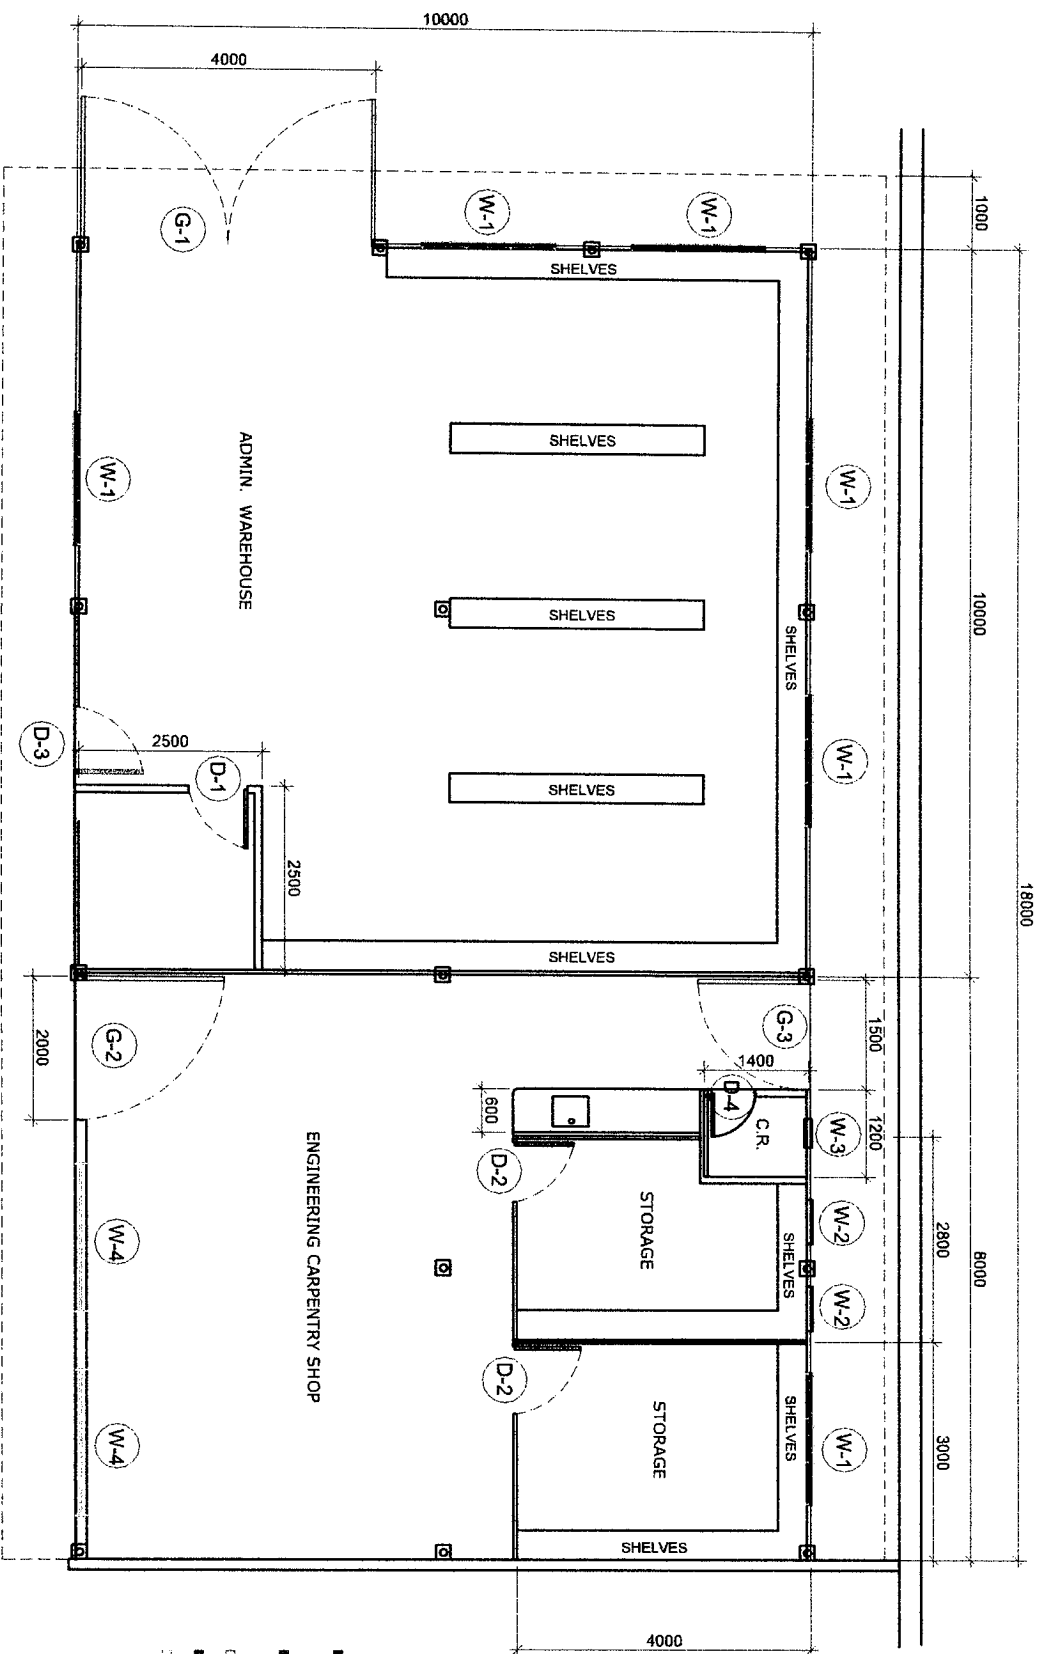 10000
4000
G-1
W-1
W-1
1000
SHELVES
SHELVES
W-1
ADMIN. WAREHOUSE
W-1
SHELVES
10000
SHELVES
D-3
2500
D-1
SHELVES
W-1
2500
18000
SHELVES
2000
G-2
G-3
1500
1400
D-4
600
C.R.
W-3
1200
D-2
STORAGE
W-2
SHELVES
2800
8000
W-4
ENGINEERING CARPENTRY SHOP
W-2
D-2
STORAGE
SHELVES
W-1
3000
W-4
SHELVES
4000